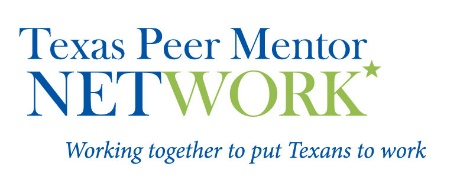 Texas Peer Mentor
NETWORK
Working together to put Texans to work